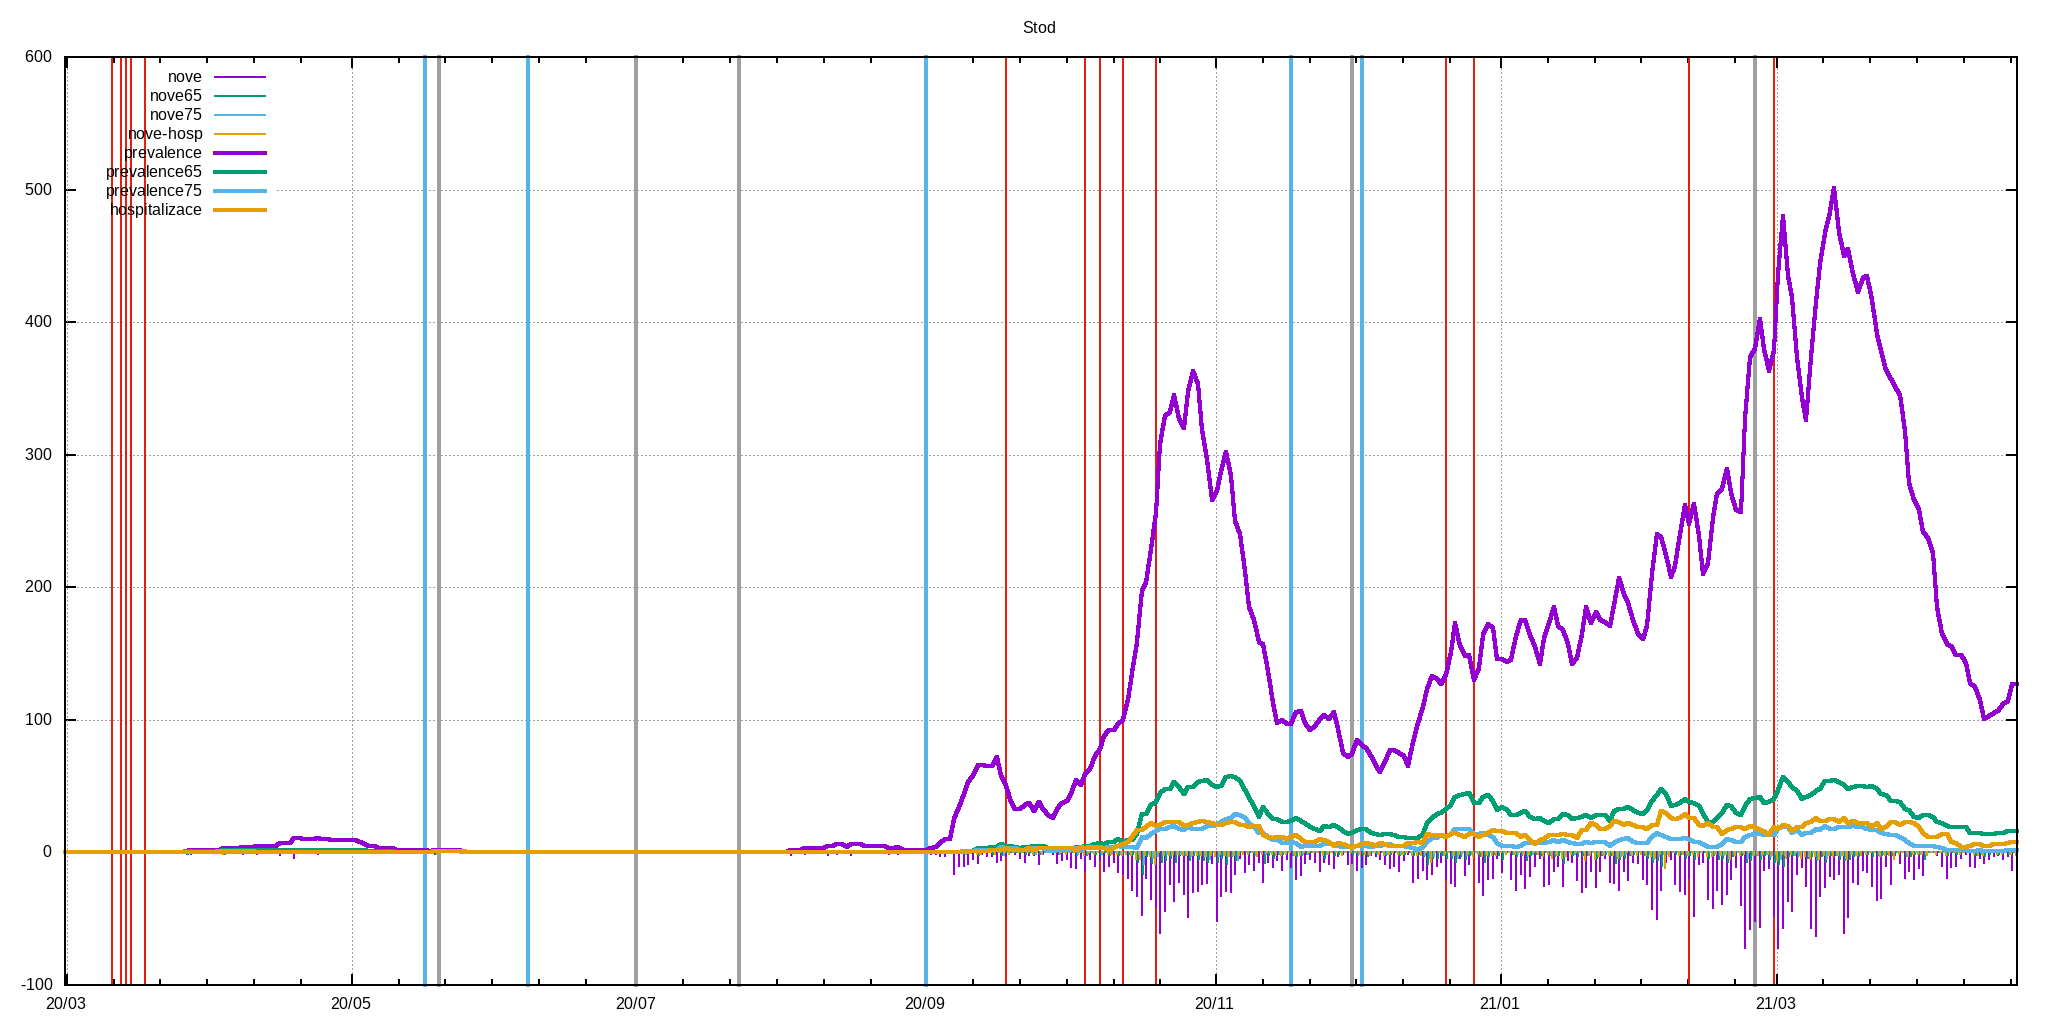 Stod
600
nove
nove65
nove75
nove-hosp
prevalence
prevalence65
prevalence75
hospitalizace
500
400
300
200
100
0
-100
20/03 20/05 20/07 20/09 20/11 21/01 21/03